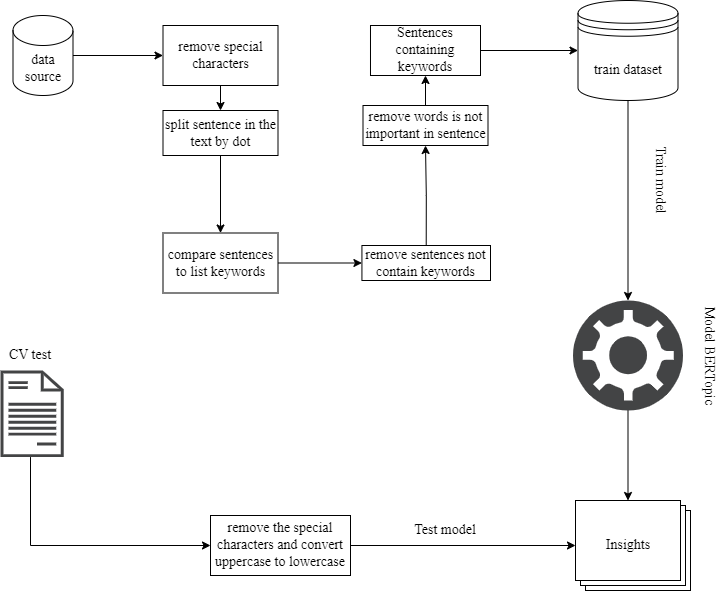 data
source
remove special
characters
split sentence in the
text by dot
compare sentences
to list keywords
remove sentences not
contain keywords
remove words is not
important in sentence
Sentences
containing
keywords
train dataset
Train model
Model BERTopic
CV test
remove the special
characters and convert
uppercase to lowercase
Test model
Insights